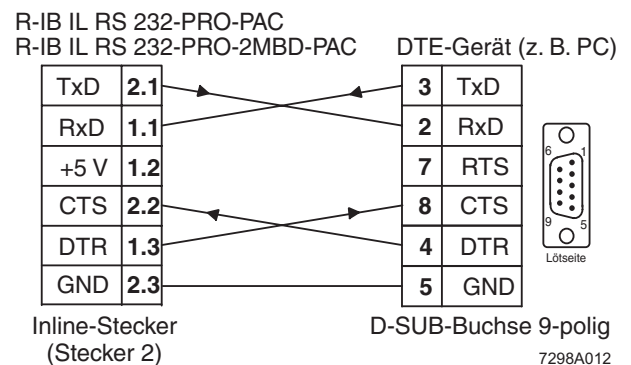 R-IB IL RS 232-PRO-PAC
R-IB IL RS 232-PRO-2MBD-PAC DTE-Gerät (z. B. PC)
TxD 2.1 3 TxD
RxD 1.1 2 RxD
+5 V 1.2 7 RTS
CTS 2.2 8 CTS
DTR 1.3 4 DTR
GND 2.3 5 GND
6 1
9 5
Lötseite
Inline-Stecker D-SUB-Buchse 9-polig
(Stecker 2) 7298A012